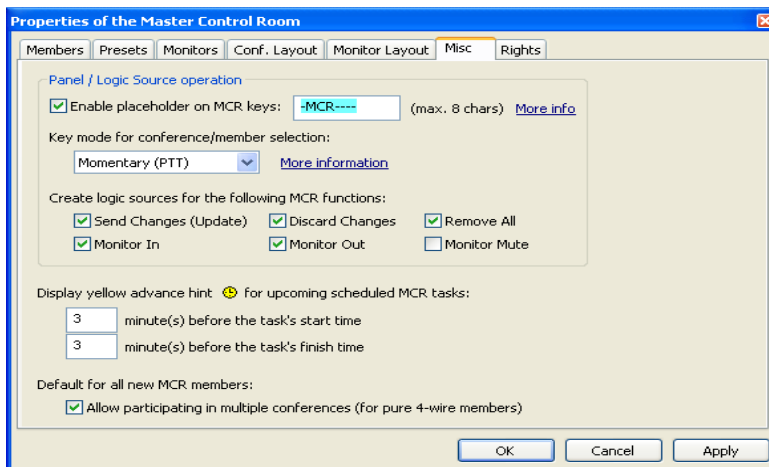 Properties of the Master Control Room
Members Presets Monitors Conf. Layout Monitor Layout Misc Rights
Panel / Logic Source operation
Enable placeholder on MCR keys: -MCR---- (max. 8 chars) More info
Key mode for conference/member selection:
Momentary (PTT) More information
Create logic sources for the following MCR functions:
Send Changes (Update) Discard Changes Remove All
Monitor In Monitor Out Monitor Mute
Display yellow advance hint for upcoming scheduled MCR tasks:
3 minute(s) before the task's start time
3 minute(s) before the task's finish time
Default for all new MCR members:
Allow participating in multiple conferences (for pure 4-wire members)
OK Cancel Apply